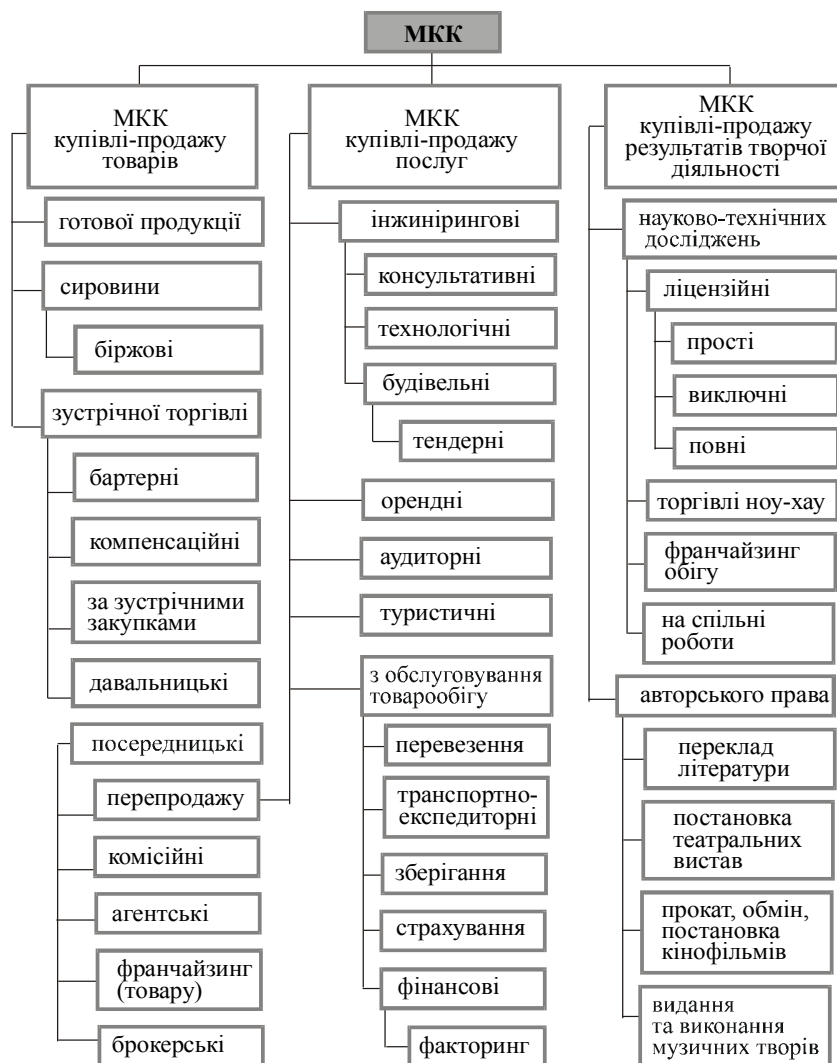 МКК
МКК
купівлі-продажу
товарів
готової продукції
сировини
біржові
зустрічної торгівлі
бартерні
компенсаційні
за зустрічними
закупками
давальницькі
посередницькі
перепродажу
комісійні
агентські
франчайзинг
(товару)
брокерські
МКК
купівлі-продажу
послуг
інжинірингові
консультативні
технологічні
будівельні
тендерні
орендні
аудиторні
туристичні
з обслуговування
товарообігу
перевезення
транспортно-
експедиторні
зберігання
страхування
фінансові
факторинг
МКК
купівлі-продажу
результатів творчої
діяльності
науково-технічних
досліджень
ліцензійні
прості
виключні
повні
торгівлі ноу-хау
франчайзинг
обігу
на спільні
роботи
авторського права
переклад
літератури
постановка
театральних
вистав
прокат, обмін,
постановка
кінофільмів
видання
та виконання
музичних творів